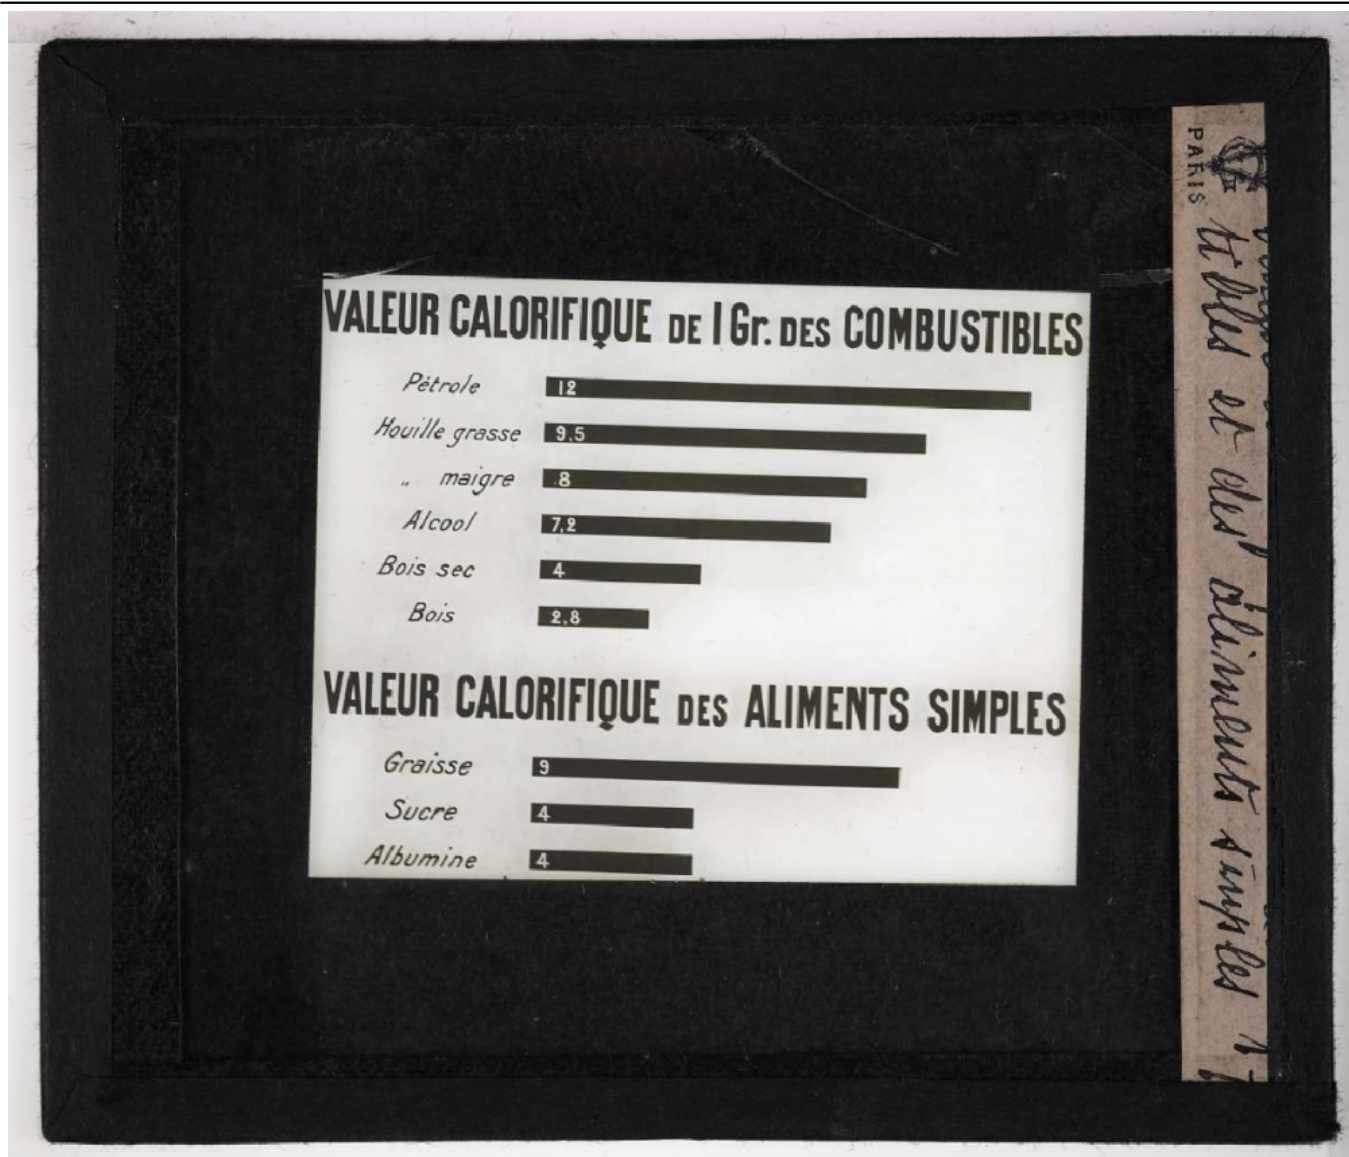 VALEUR CALORIFIQUE DE 1 Gr. DES COMBUSTIBLES
Pétrole 12
Houille grasse 9.5
„ maigre 8
Alcool 7,2
Bois sec 4
Bois 2,8
VALEUR CALORIFIQUE DES ALIMENTS SIMPLES
Graisse 9
Sucre 4
Albumine 4
PARIS
tibles et des aliments simples